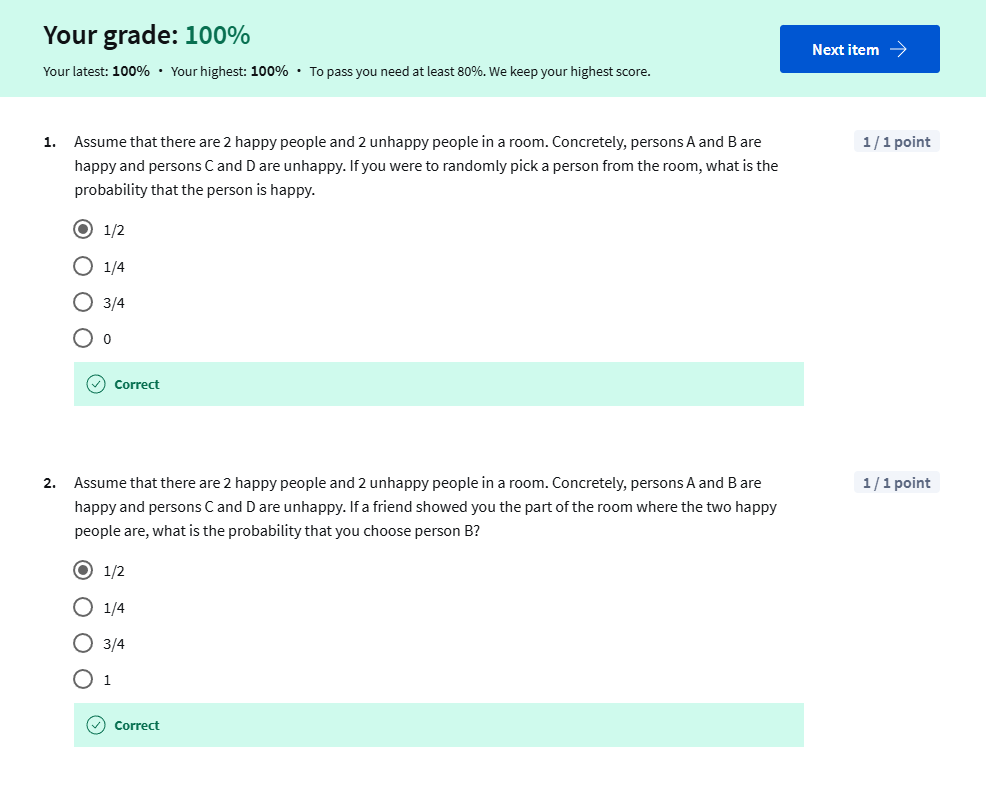 Your grade: 100%
Next item
Your latest: 100% • Your highest: 100% • To pass you need at least 80%. We keep your highest score.
1. Assume that there are 2 happy people and 2 unhappy people in a room. Concretely, persons A and B are
1 / 1 point
happy and persons C and D are unhappy. If you were to randomly pick a person from the room, what is the
probability that the person is happy.
1/2
1/4
3/4
0
Correct
2. Assume that there are 2 happy people and 2 unhappy people in a room. Concretely, persons A and B are
1 / 1 point
happy and persons C and D are unhappy. If a friend showed you the part of the room where the two happy
people are, what is the probability that you choose person B?
1/2
1/4
3/4
1
Correct